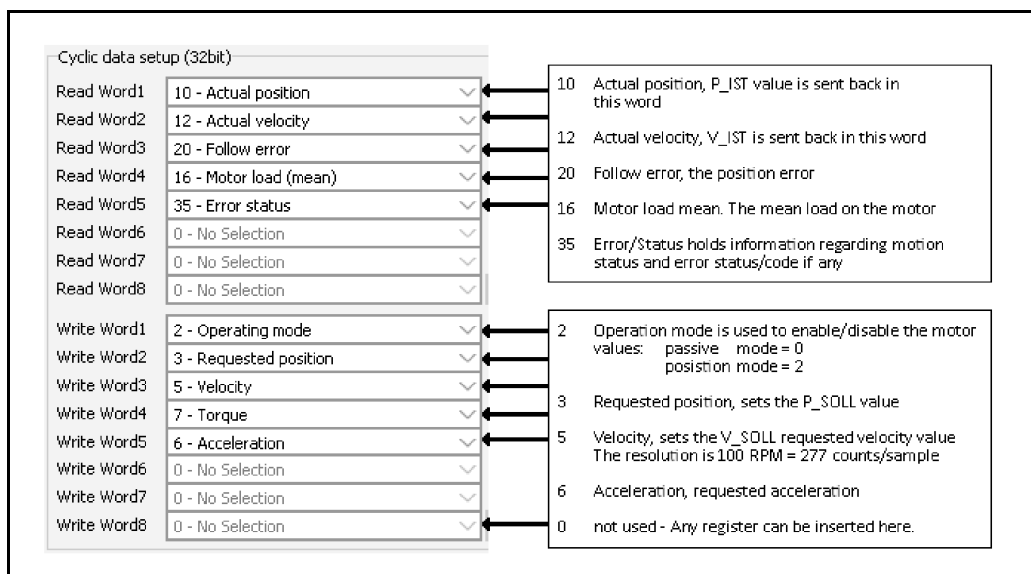 Cyclic data setup (32bit)
Read Word1 10 - Actual position
Read Word2 12 - Actual velocity
Read Word3 20 - Follow error
Read Word4 16 - Motor load (mean)
Read Word5 35 - Error status
Read Word6 0 - No Selection
Read Word7 0 - No Selection
Read Word8 0 - No Selection
Write Word1 2 - Operating mode
Write Word2 3 - Requested position
Write Word3 5 - Velocity
Write Word4 7 - Torque
Write Word5 6 - Acceleration
Write Word6 0 - No Selection
Write Word7 0 - No Selection
Write Word8 0 - No Selection
10 Actual position, P_IST value is sent back in
this word
12 Actual velocity, V_IST is sent back in this word
20 Follow error, the position error
16 Motor load mean. The mean load on the motor
35 Error/Status holds information regarding motion
status and error status/code if any
2 Operation mode is used to enable/disable the motor
values: passive mode = 0
posistion mode = 2
3 Requested position, sets the P_SOLL value
5 Velocity, sets the V_SOLL requested velocity value
The resolution is 100 RPM = 277 counts/sample
6 Acceleration, requested acceleration
0 not used - Any register can be inserted here.